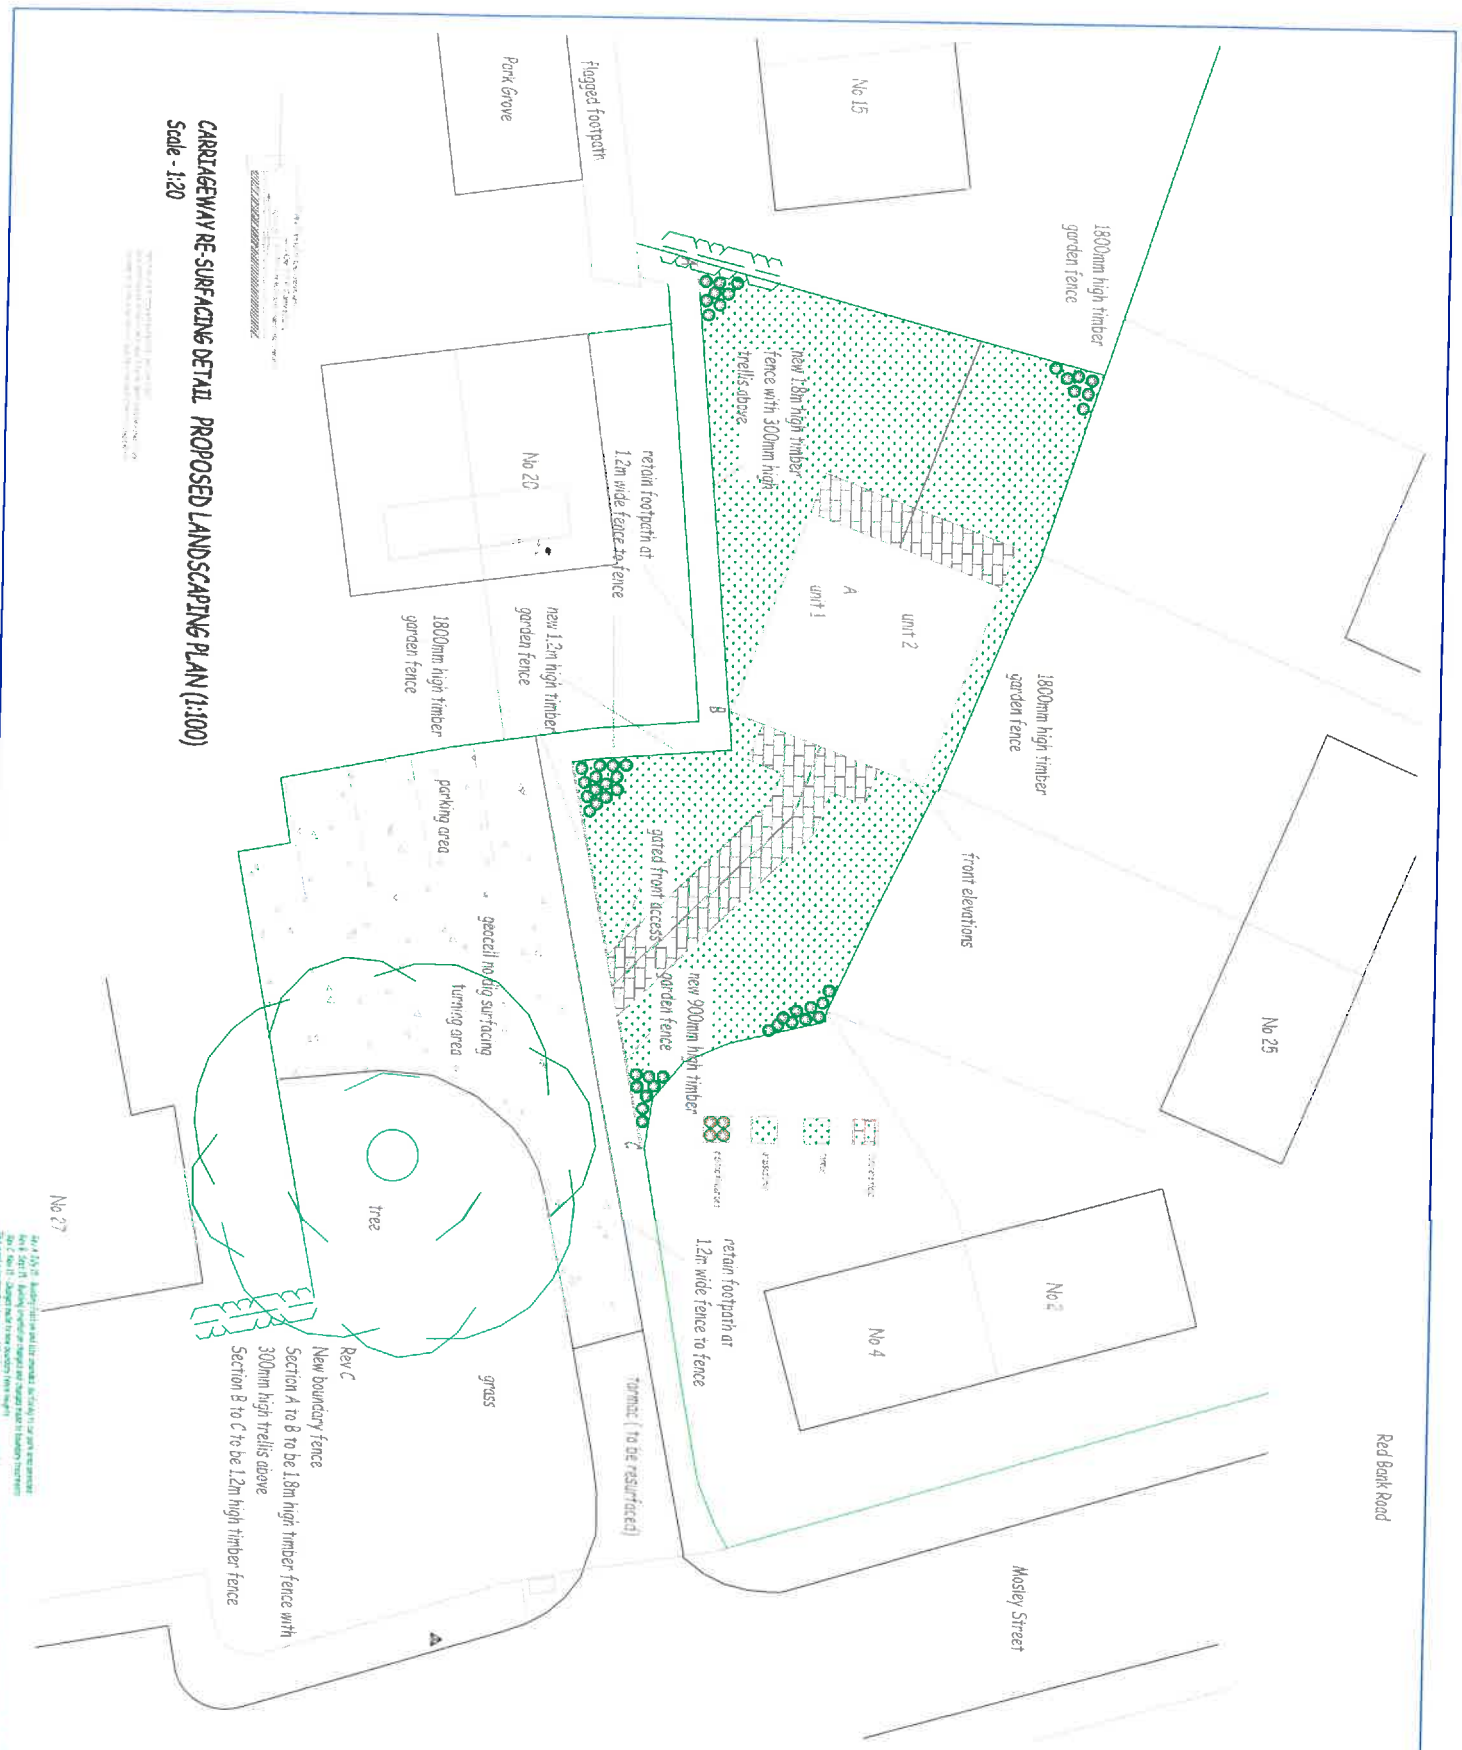 Red Bank Road
Mosley Street
No 25
No 2
No 4
1800mm high timber
garden fence
1800mm high timber
garden fence
front elevations
No 15
unit 2
A
unit 1
new 1.8m high timber
fence with 300mm high
trellis above
B
gated front access
new 900mm high timber
garden fence
C
retain footpath at
1.2m wide fence to fence
flagged footpath
Park Grove
retain footpath at
1.2m wide fence to fence
No 20
new 1.2m high timber
garden fence
1800mm high timber
garden fence
parking area
geocell no dig surfacing
turning area
tree
grass
tarmac ( to be resurfaced)
No 27
Rev C
New boundary fence
Section A to B to be 1.8m high timber fence with
300mm high trellis above
Section B to C to be 1.2m high timber fence
CARRIAGEWAY RE-SURFACING DETAIL
Scale - 1:20
PROPOSED LANDSCAPING PLAN (1:100)